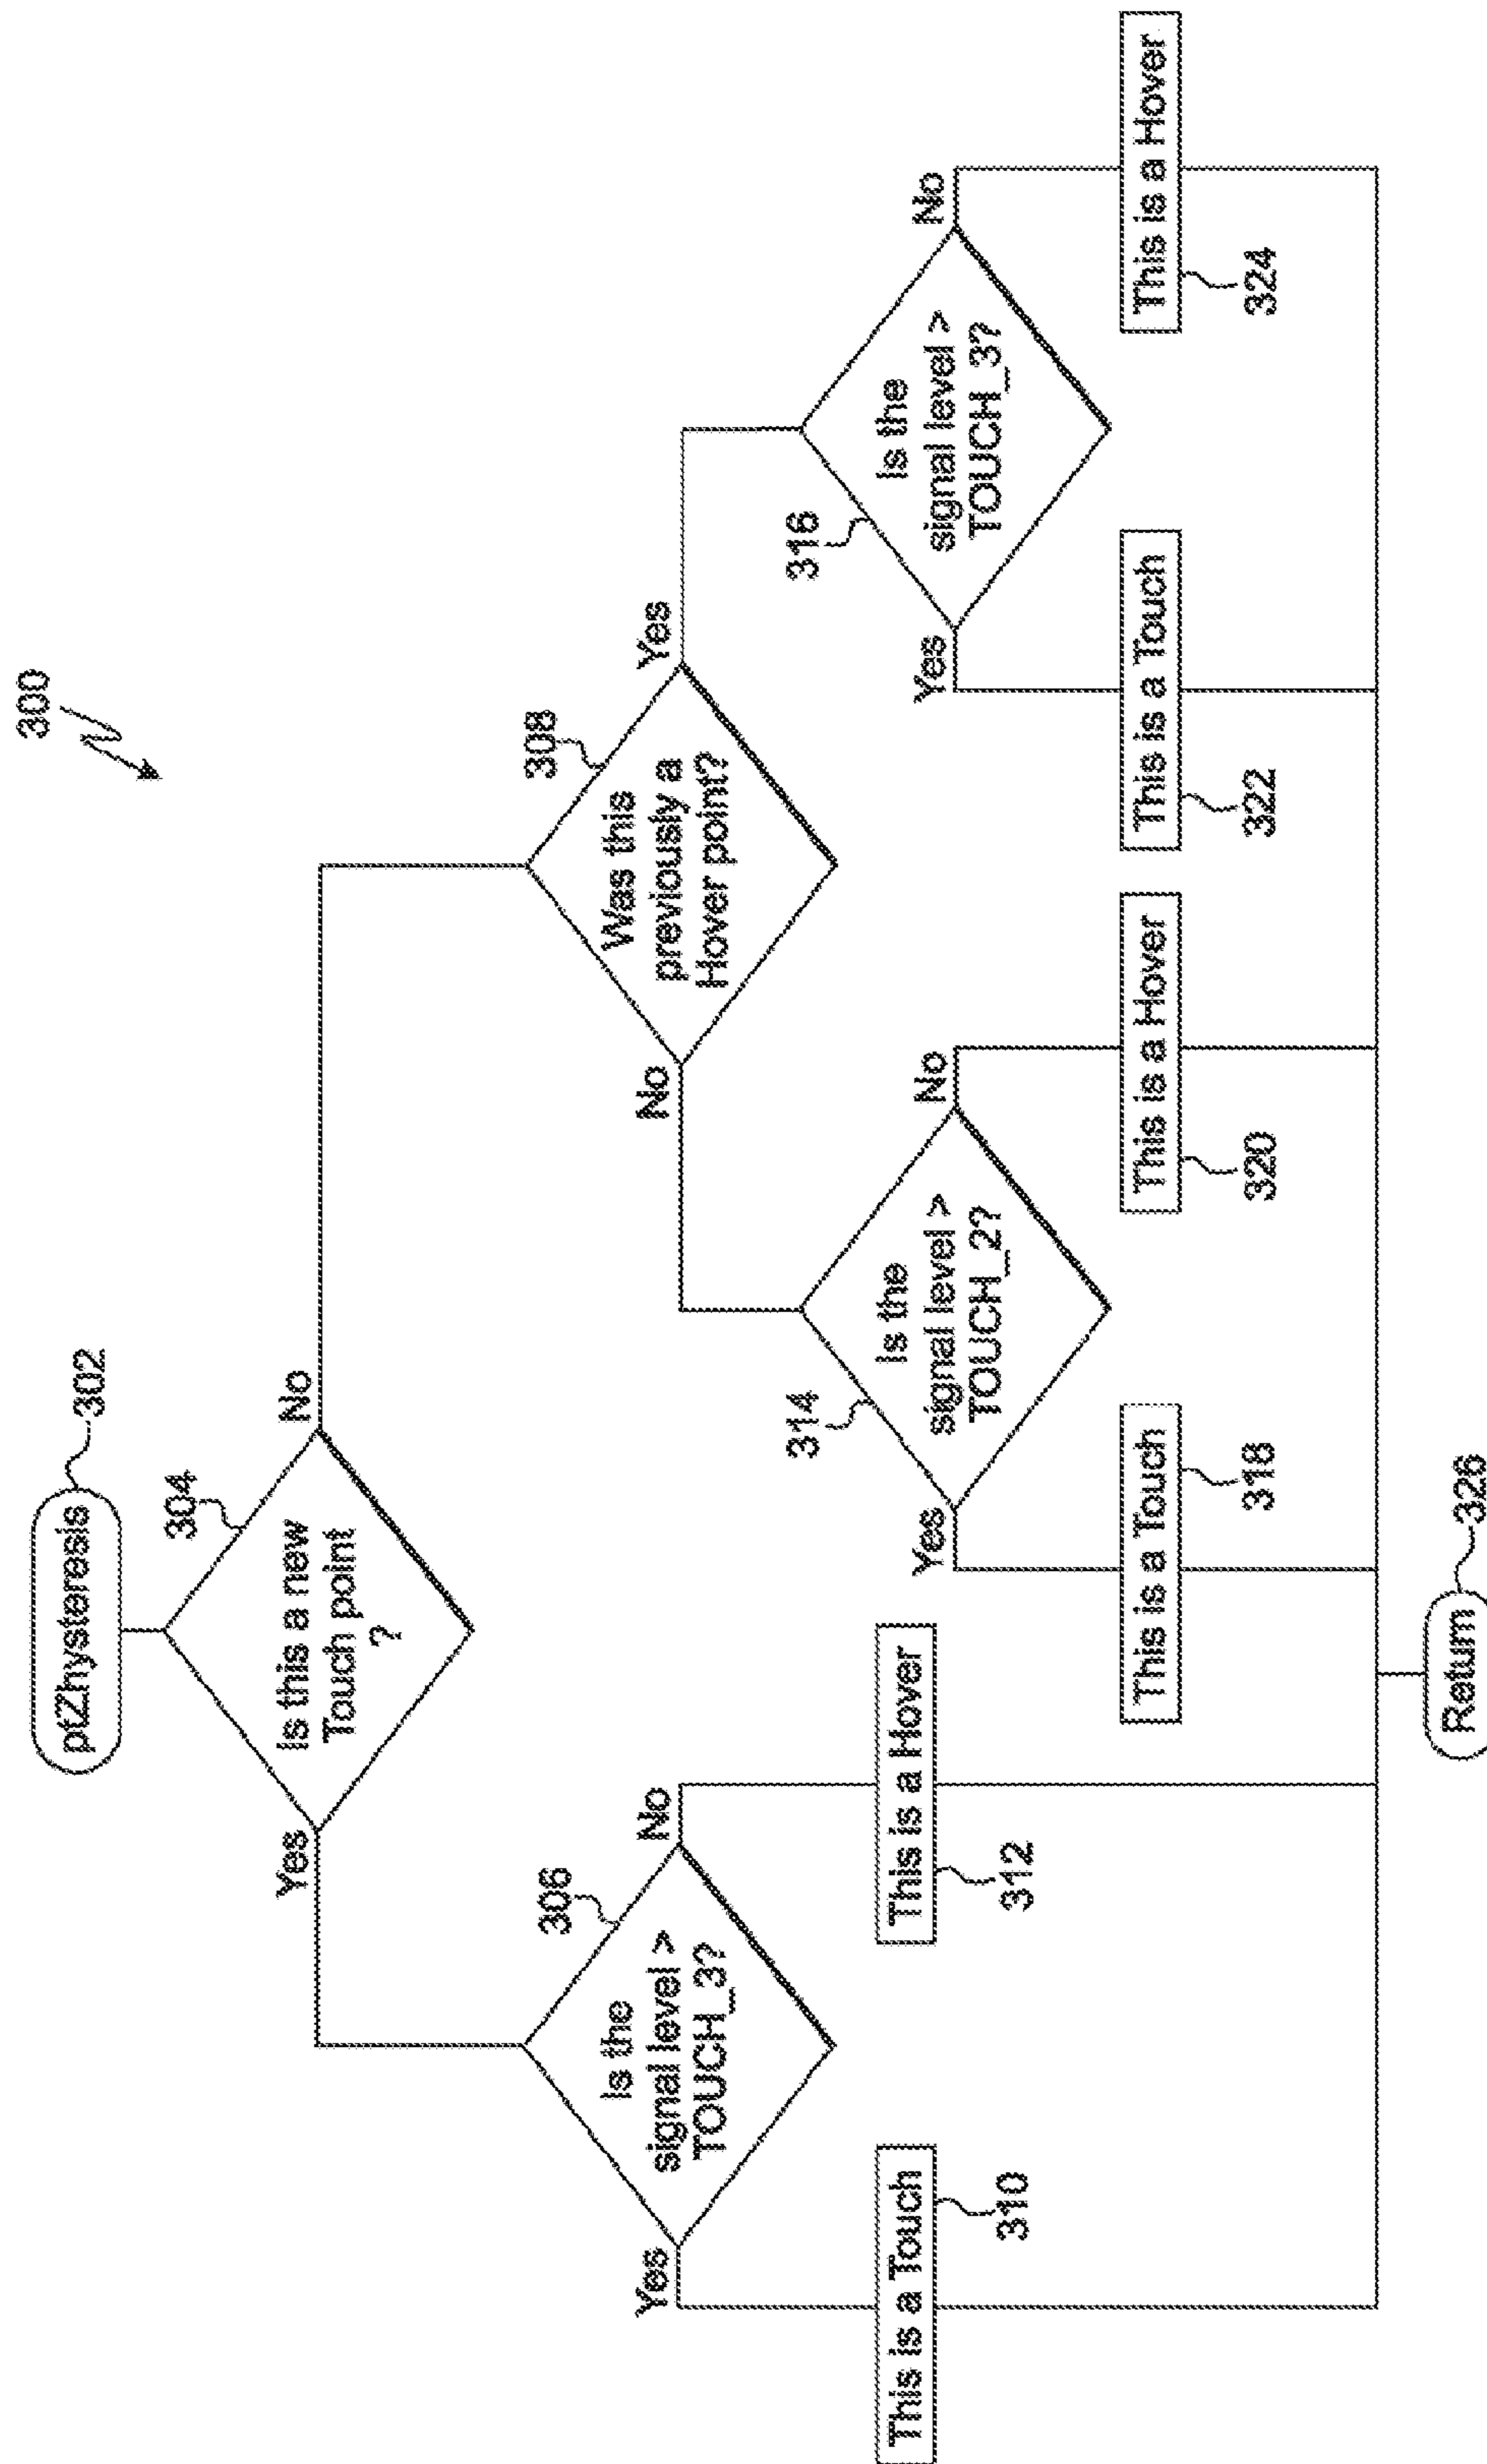 300
ptZhysteresis
302
304
Is this a new
Touch point
?
Yes
No
306
Is the
signal level >
TOUCH_3?
Yes
No
308
Was this
previously a
Hover point?
No
Yes
This is a Touch
310
This is a Hover
312
314
Is the
signal level >
TOUCH_2?
Yes
No
316
Is the
signal level >
TOUCH_3?
Yes
No
This is a Touch
318
This is a Hover
320
This is a Touch
322
This is a Hover
324
Return
326